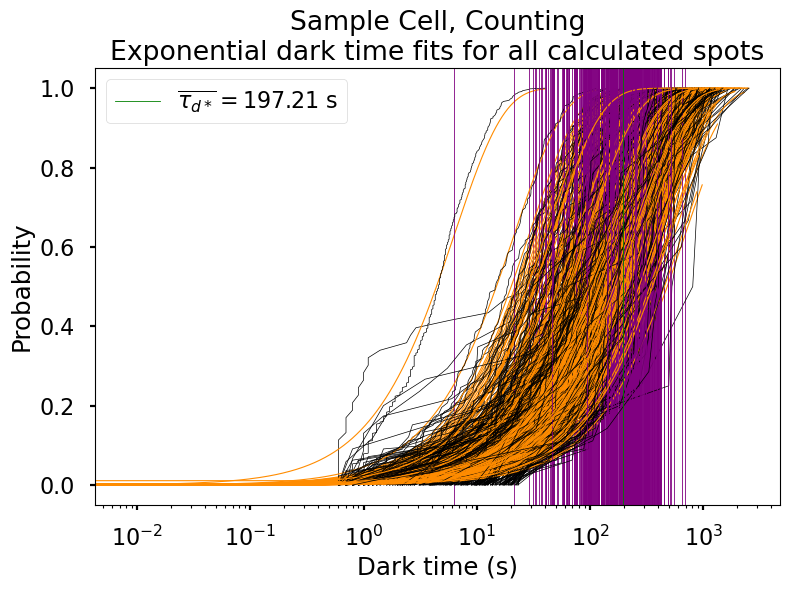 Sample Cell, Counting
Exponential dark time fits for all calculated spots
$\overline{\tau_{d*}} = 197.21$ s
Probability
1.0
0.8
0.6
0.4
0.2
0.0
$10^{-2}$ $10^{-1}$ $10^{0}$ $10^{1}$ $10^{2}$ $10^{3}$
Dark time (s)